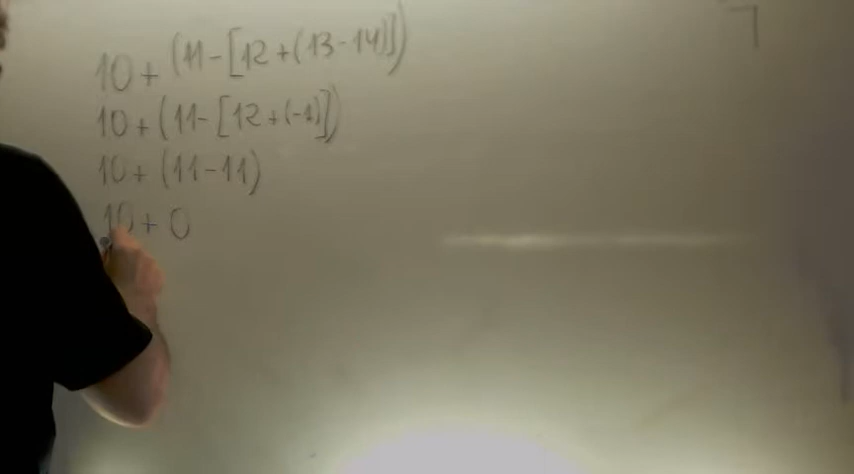 10 + (11 - [12 + (13 - 14)])
10 + (11 - [12 + (-1)])
10 + (11 - 11)
10 + 0